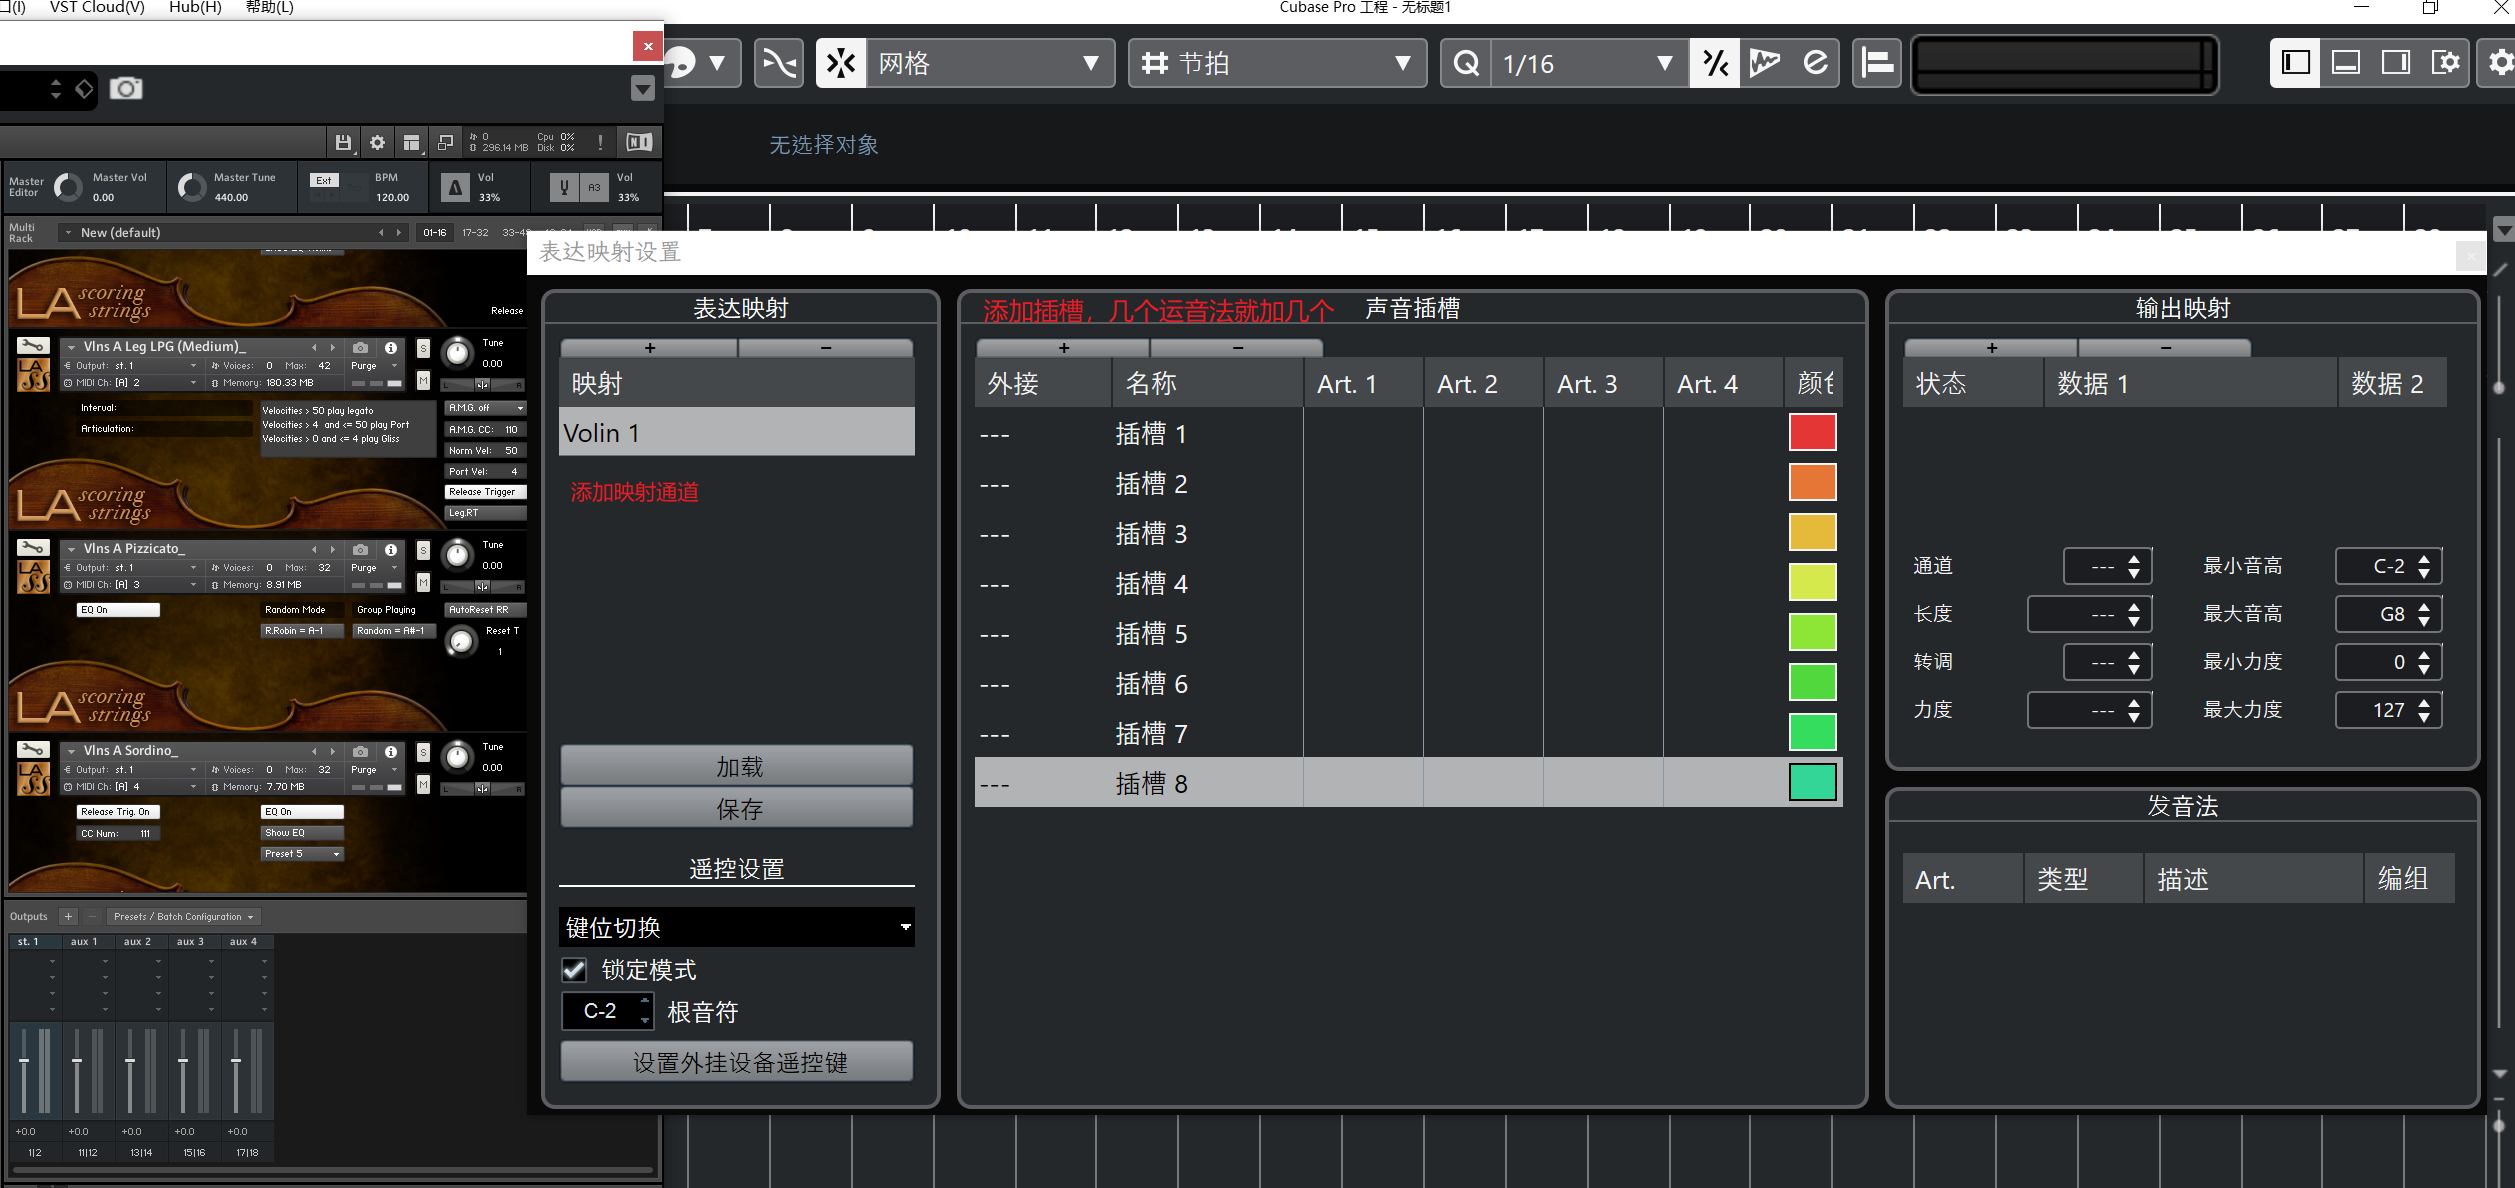 口(I) VST Cloud(V) Hub(H) 帮助(L)
Cubase Pro 工程 - 无标题1
网格
节拍
1/16
无选择对象
0
296.14 MB
Cpu 0%
Disk 0%
Master Editor
Master Vol
0.00
Master Tune
440.00
Ext
BPM
120.00
Vol
33%
A3
Vol
33%
Multi Rack
New (default)
01-16 17-32
LA scoring strings
Release
Vlns A Leg LPG (Medium)_
Output: st. 1
Voices: 0 Max: 42
Purge
MIDI Ch: [A] 2
Memory: 180.33 MB
S
M
Tune
0.00
L R
Interval:
Articulation:
Velocities > 50 play legato
Velocities > 4 and <= 50 play Port
Velocities > 0 and <= 4 play Gliss
A.M.G. off
A.M.G. CC: 110
Norm Vel: 50
Port Vel: 4
Release Trigger
Leg.RT
LA scoring strings
Vlns A Pizzicato_
Output: st. 1
Voices: 0 Max: 32
Purge
MIDI Ch: [A] 3
Memory: 8.91 MB
S
M
Tune
0.00
L R
EQ On
Random Mode
Group Playing
AutoReset RR
R.Robin = A-1
Random = A#-1
Reset T
1
LA scoring strings
Vlns A Sordino_
Output: st. 1
Voices: 0 Max: 32
Purge
MIDI Ch: [A] 4
Memory: 7.70 MB
S
M
Tune
0.00
L R
Release Trig. On
EQ On
CC Num: 111
Show EQ
Preset 5
Outputs + - Presets / Batch Configuration
st. 1 aux 1 aux 2 aux 3 aux 4
+0.0 +0.0 +0.0 +0.0 +0.0
1|2 11|12 13|14 15|16 17|18
表达映射设置
表达映射
+ -
映射
Volin 1
添加映射通道
加载
保存
遥控设置
键位切换
锁定模式
C-2 根音符
设置外挂设备遥控键
添加插槽，几个运音法就加几个
声音插槽
+ -
外接 名称 Art. 1 Art. 2 Art. 3 Art. 4
--- 插槽 1
--- 插槽 2
--- 插槽 3
--- 插槽 4
--- 插槽 5
--- 插槽 6
--- 插槽 7
--- 插槽 8
输出映射
+ -
状态 数据 1 数据 2
通道 --- 最小音高 C-2
长度 --- 最大音高 G8
转调 --- 最小力度 0
力度 --- 最大力度 127
发音法
Art. 类型 描述 编组